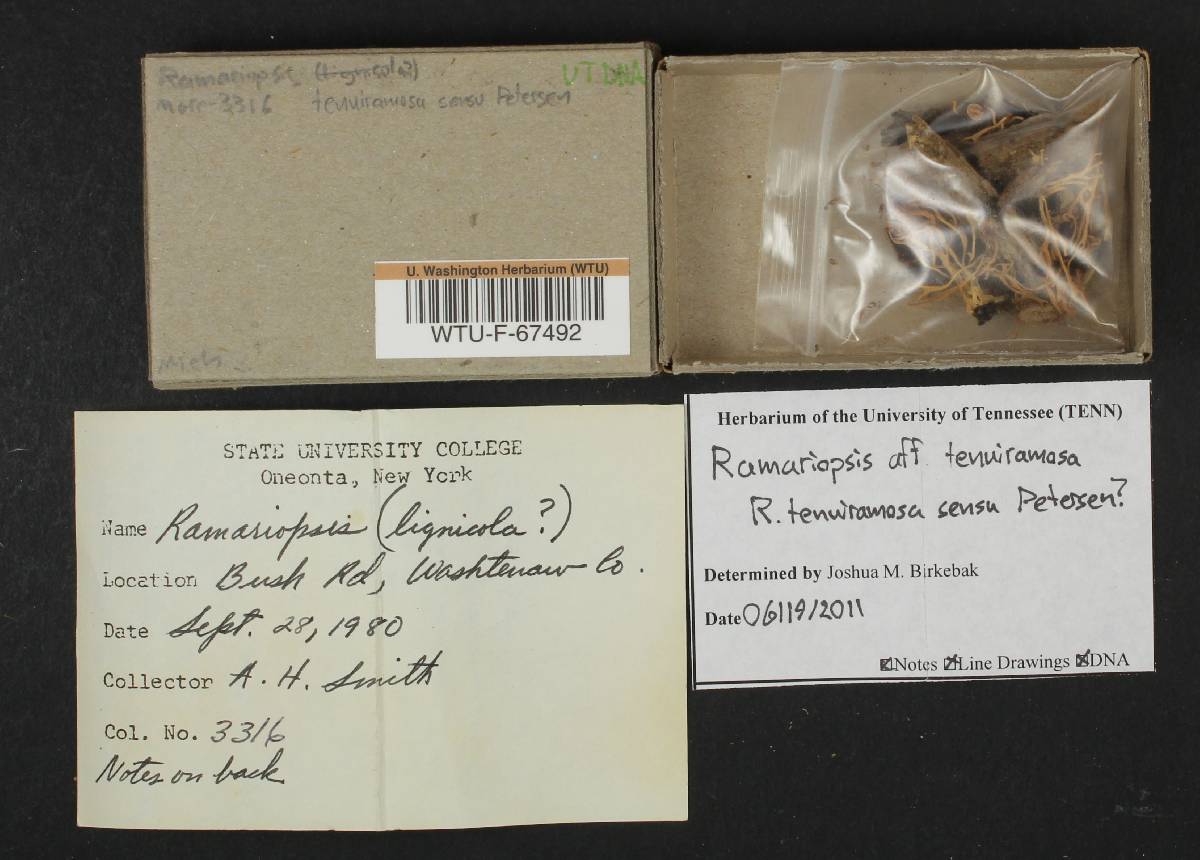 Ramariopsis (lignicola?)
UT DNA
Marr-3316 tenuiramosa sensu Petersen
U. Washington Herbarium (WTU)
WTU-F-67492
Mich.
STATE UNIVERSITY COLLEGE
Oneonta, New York
Name Ramariopsis (lignicola?)
Location Bush Rd, Washtenaw Co.
Date Sept. 28, 1980
Collector A. H. Smith
Col. No. 3316
Notes on back
Herbarium of the University of Tennessee (TENN)
Ramariopsis aff. tenuiramosa
R. tenuiramosa sensu Petersen?
Determined by Joshua M. Birkebak
Date 06/19/2011
Notes Line Drawings DNA